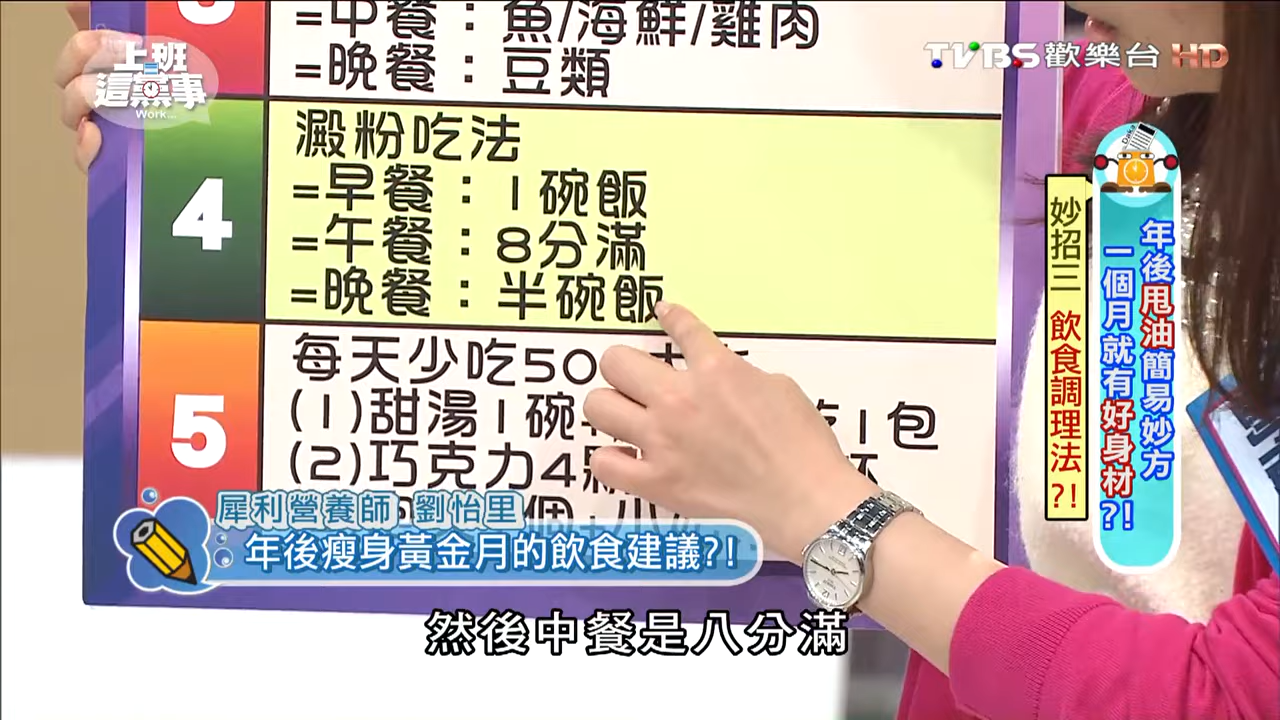 上班
這黨事
Work...
TVBS歡樂台 HD
=中餐：魚/海鮮/雞肉
=晚餐：豆類
4
澱粉吃法
=早餐：1碗飯
=午餐：8分滿
=晚餐：半碗飯
5
每天少吃50
(1)甜湯1碗
1包
(2)巧克力4顆
年後甩油簡易妙方
一個月就有好身材?!
妙招三 飲食調理法?!
犀利營養師 劉怡里
年後瘦身黃金月的飲食建議?!
然後中餐是八分滿